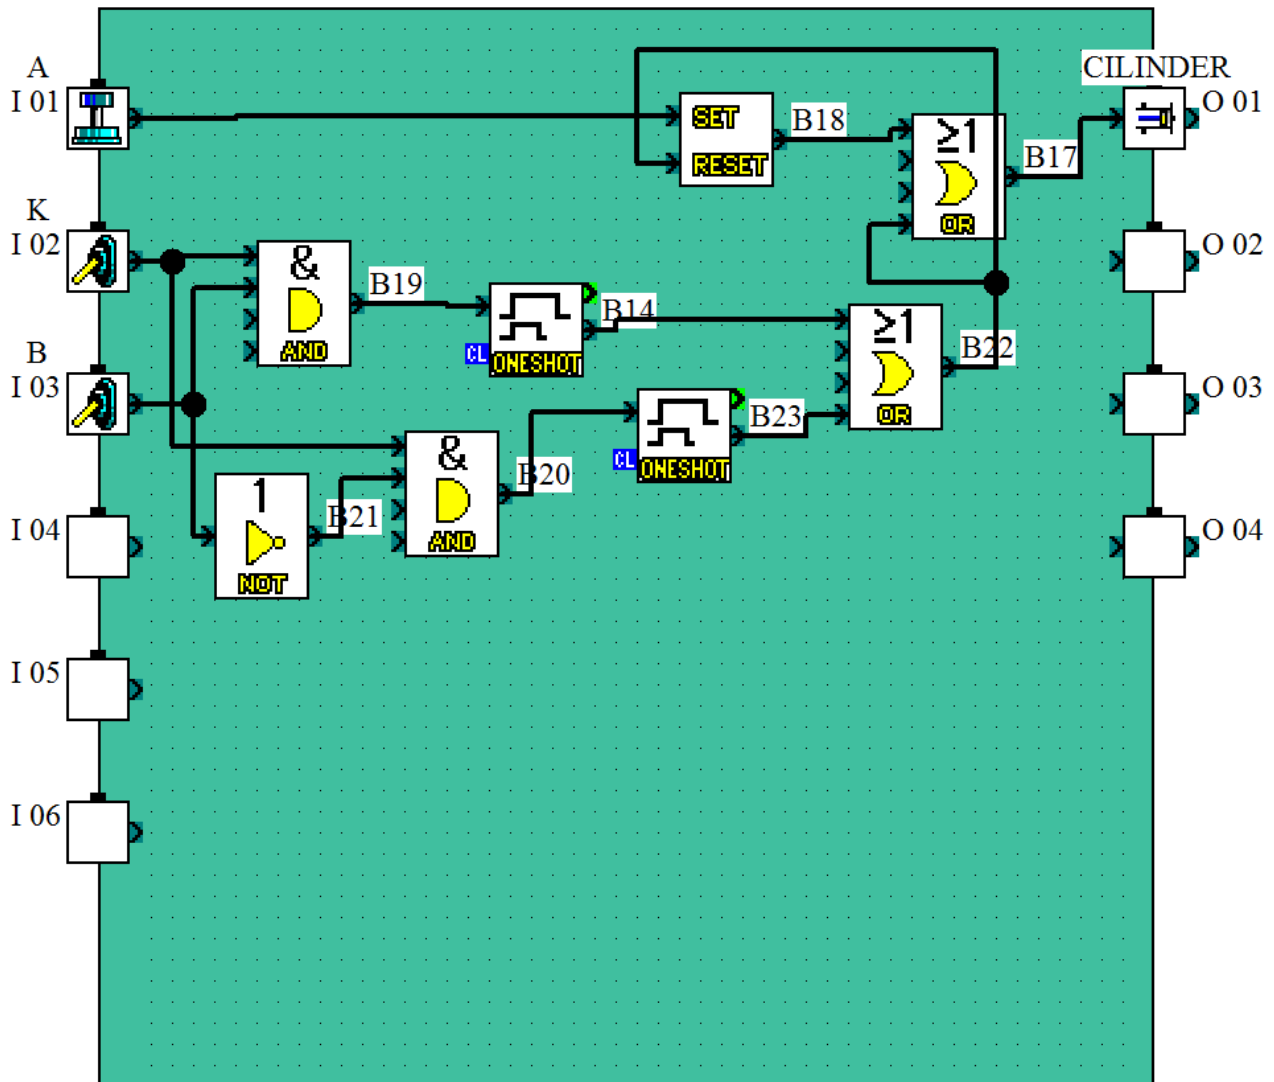 A
I 01
CILINDER
O 01
SET
RESET
B18
≥1
OR
B17
K
I 02
&
AND
B19
ONESHOT
CL
B14
≥1
OR
B22
O 02
B
I 03
&
AND
B20
ONESHOT
CL
B23
O 03
1
NOT
B21
I 04
O 04
I 05
I 06